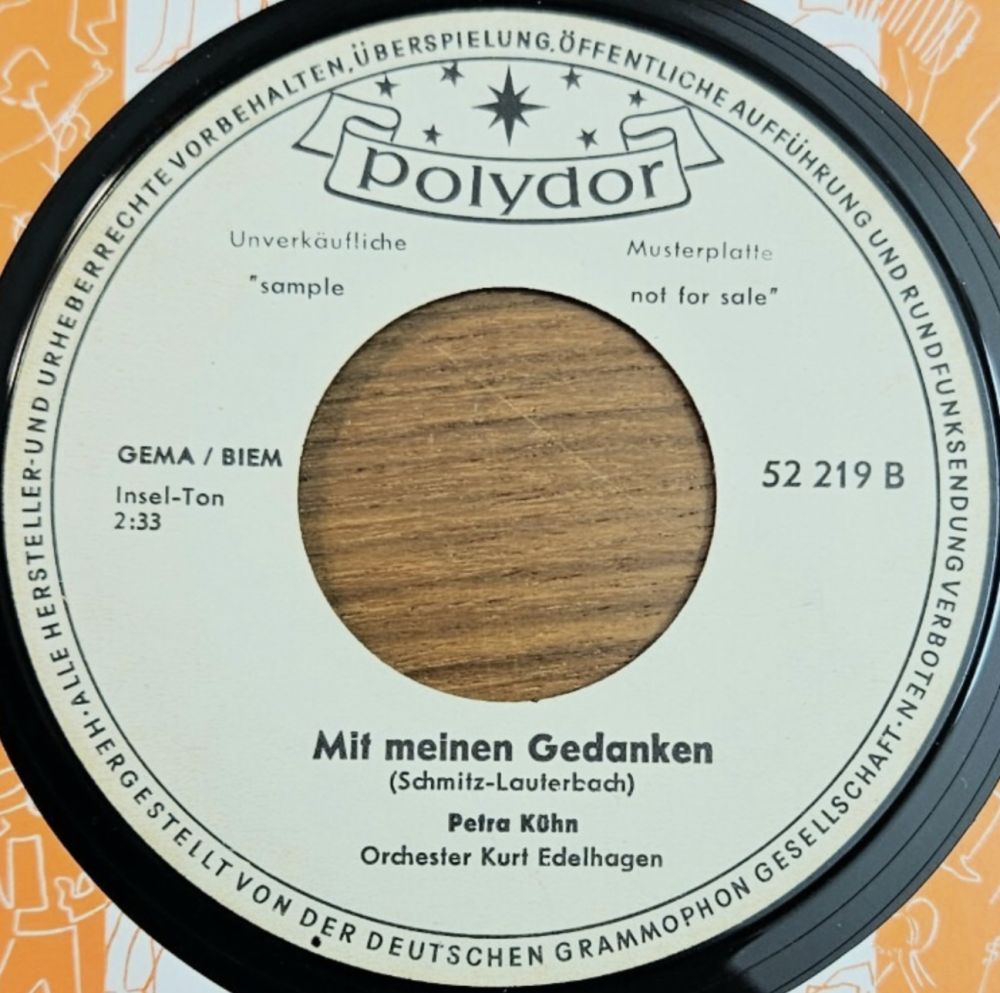 ALLE HERSTELLER- UND URHEBERRECHTE VORBEHALTEN, ÜBERSPIELUNG, ÖFFENTLICHE AUFFÜHRUNG UND RUNDFUNKSENDUNG VERBOTEN · HERGESTELLT VON DER DEUTSCHEN GRAMMOPHON GESELLSCHAFT ·
polydor
Unverkäufliche Musterplatte
"sample not for sale"
GEMA / BIEM
52 219 B
Insel-Ton
2:33
Mit meinen Gedanken
(Schmitz-Lauterbach)
Petra Kühn
Orchester Kurt Edelhagen